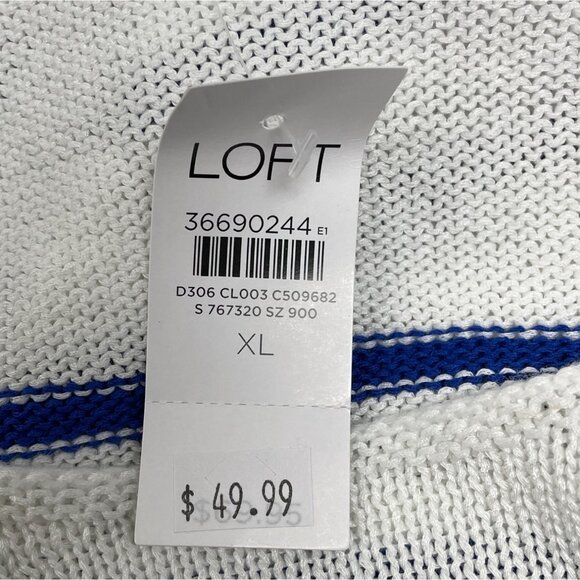 LOFT
36690244 E1
D306 CL003 C509682
S 767320 SZ 900
XL
$ 49.99